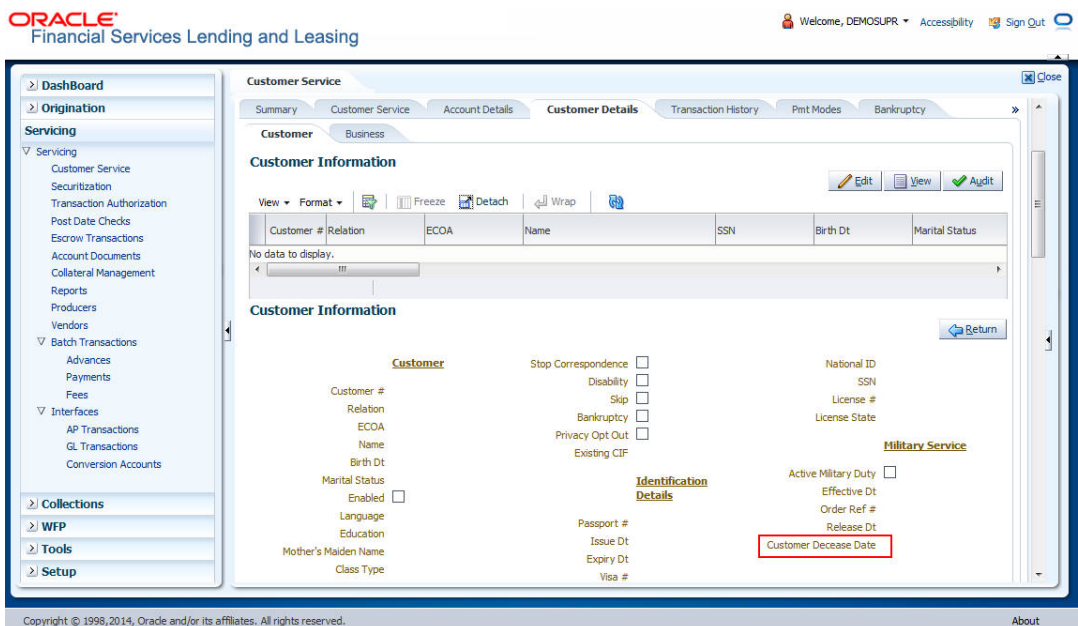 ORACLE
Financial Services Lending and Leasing
Welcome, DEMOSUPR Accessibility Sign Out
DashBoard
Origination
Servicing
Servicing
Customer Service
Securitization
Transaction Authorization
Post Date Checks
Escrow Transactions
Account Documents
Collateral Management
Reports
Producers
Vendors
Batch Transactions
Advances
Payments
Fees
Interfaces
AP Transactions
GL Transactions
Conversion Accounts
Collections
WFP
Tools
Setup
Customer Service
Close
Summary Customer Service Account Details Customer Details Transaction History Pmt Modes Bankruptcy »
Customer Business
Customer Information
Edit View Audit
View Format Freeze Detach Wrap
Customer # Relation ECOA Name SSN Birth Dt Marital Status
No data to display.
Customer Information
Return
Customer
Customer #
Relation
ECOA
Name
Birth Dt
Marital Status
Enabled
Language
Education
Mother's Maiden Name
Class Type
Stop Correspondence
Disability
Skip
Bankruptcy
Privacy Opt Out
Existing CIF
Identification
Details
Passport #
Issue Dt
Expiry Dt
Visa #
National ID
SSN
License #
License State
Military Service
Active Military Duty
Effective Dt
Order Ref #
Release Dt
Customer Decease Date
Copyright © 1998,2014, Oracle and/or its affiliates. All rights reserved.
About